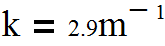 k = 2.9m⁻¹